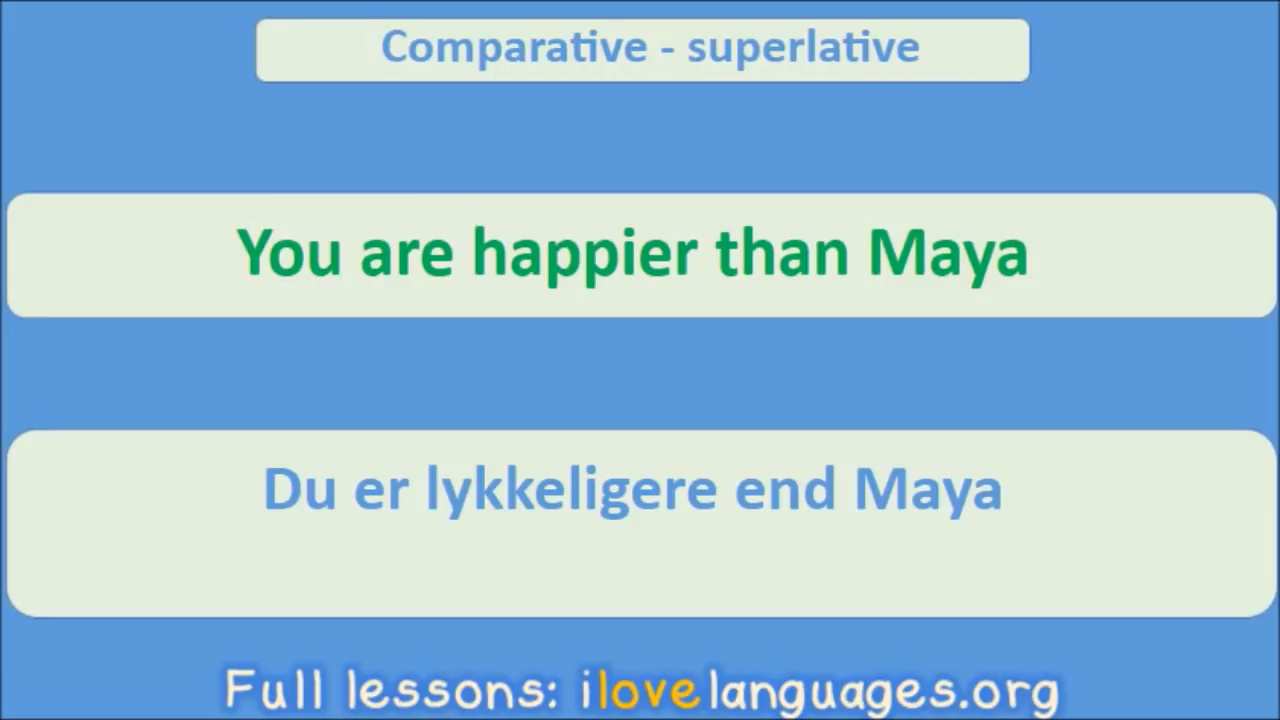 Comparative - superlative
You are happier than Maya
Du er lykkeligere end Maya
Full lessons: ilovelanguages.org